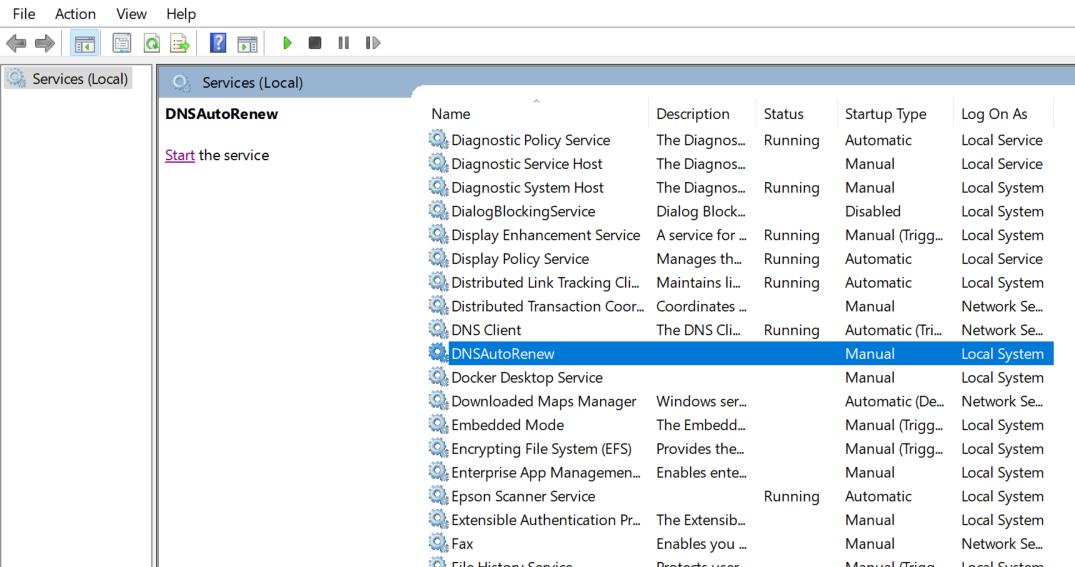 File Action View Help
Services (Local)
Services (Local)
DNSAutoRenew
Start the service
Name Description Status Startup Type Log On As
Diagnostic Policy Service The Diagnos... Running Automatic Local Service
Diagnostic Service Host The Diagnos... Manual Local Service
Diagnostic System Host The Diagnos... Running Manual Local System
DialogBlockingService Dialog Block... Disabled Local System
Display Enhancement Service A service for ... Running Manual (Trigg... Local System
Display Policy Service Manages th... Running Automatic Local Service
Distributed Link Tracking Cli... Maintains li... Running Automatic Local System
Distributed Transaction Coor... Coordinates ... Manual Network Se...
DNS Client The DNS Cli... Running Automatic (Tri... Network Se...
DNSAutoRenew Manual Local System
Docker Desktop Service Manual Local System
Downloaded Maps Manager Windows ser... Automatic (De... Network Se...
Embedded Mode The Embedd... Manual (Trigg... Local System
Encrypting File System (EFS) Provides the... Manual (Trigg... Local System
Enterprise App Managemen... Enables ente... Manual Local System
Epson Scanner Service Running Automatic Local System
Extensible Authentication Pr... The Extensib... Manual Local System
Fax Enables you ... Manual Network Se...
File History Service Protects user Manual (Trigg Local System